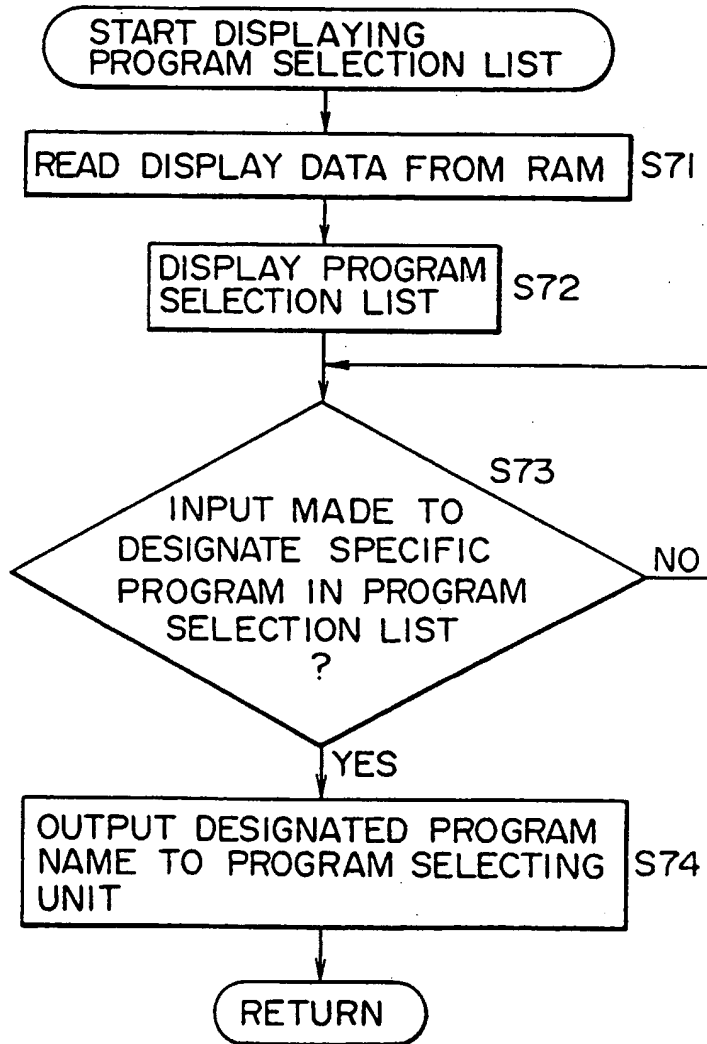 START DISPLAYING
PROGRAM SELECTION LIST
READ DISPLAY DATA FROM RAM
S71
DISPLAY PROGRAM
SELECTION LIST
S72
S73
INPUT MADE TO
DESIGNATE SPECIFIC
PROGRAM IN PROGRAM
SELECTION LIST
?
NO
YES
OUTPUT DESIGNATED PROGRAM
NAME TO PROGRAM SELECTING
UNIT
S74
RETURN